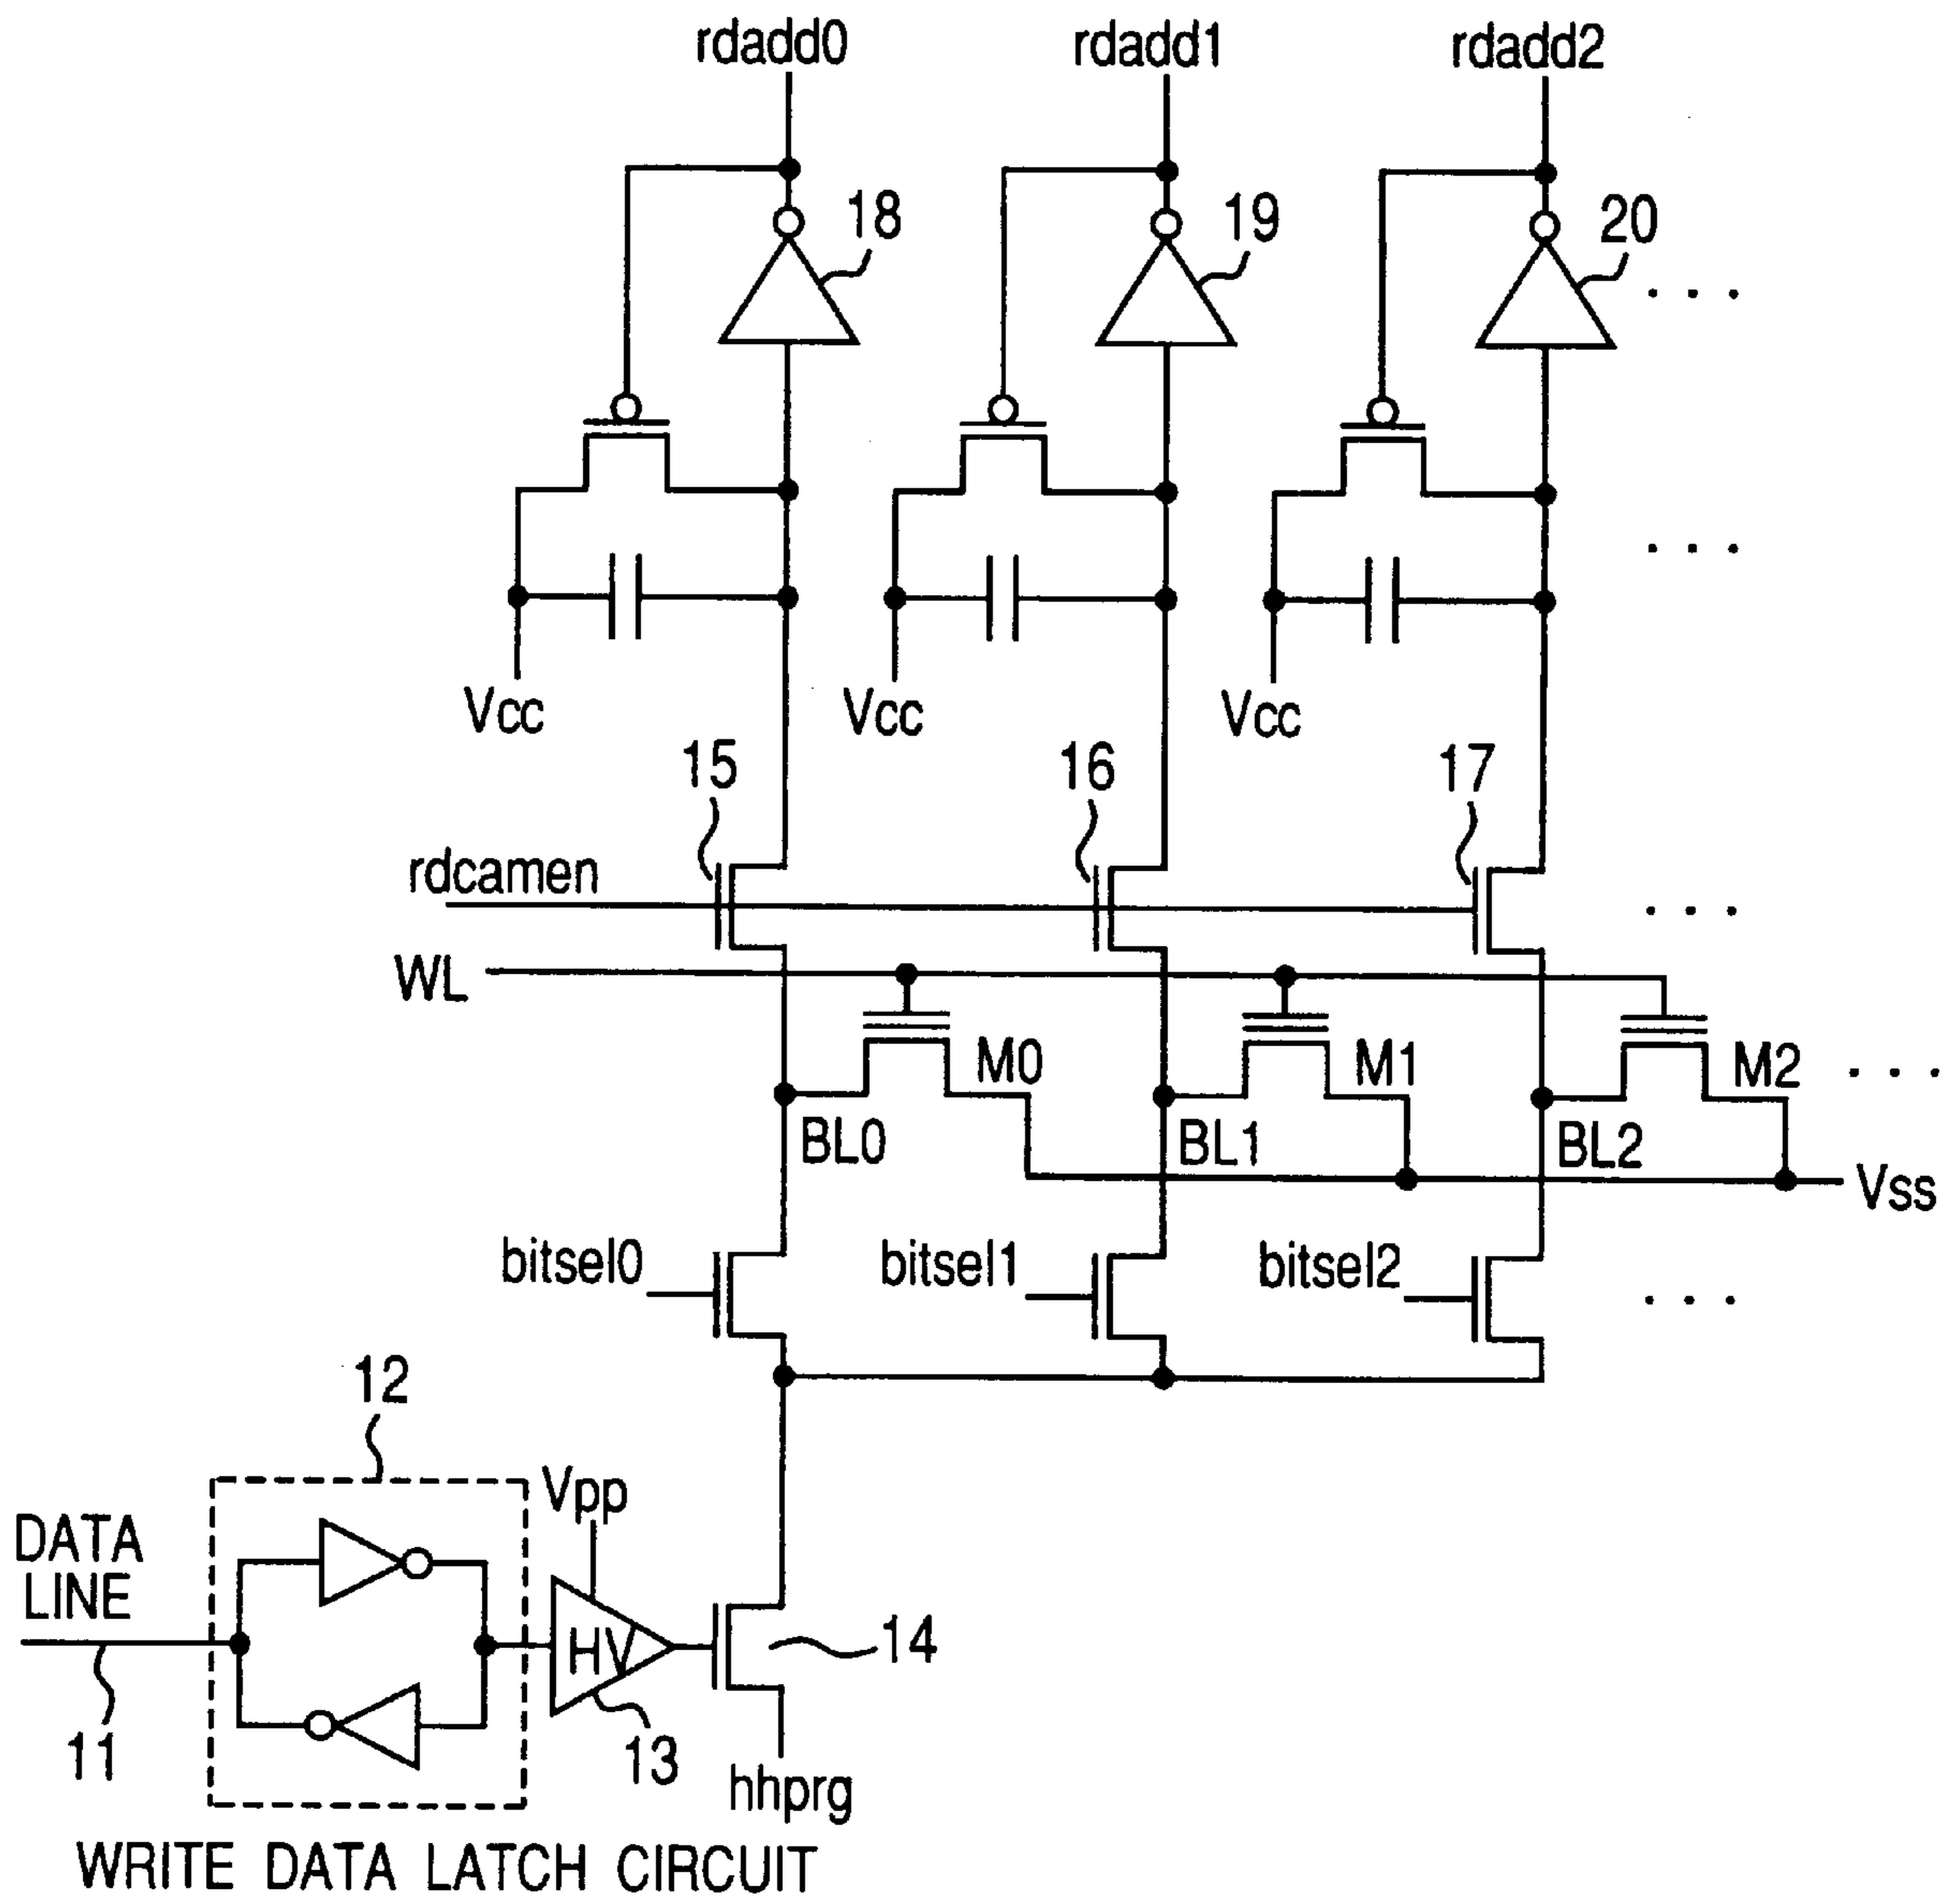 rdadd0 rdadd1 rdadd2
18 19 20
. . .
. . .
Vcc Vcc Vcc
15 16 17
rdcamen
. . .
WL
M0 M1 M2 . . .
BL0 BL1 BL2
Vss
bitsel0 bitsel1 bitsel2
. . .
12
Vpp
DATA
LINE
HV
14
11
13
hhprg
WRITE DATA LATCH CIRCUIT